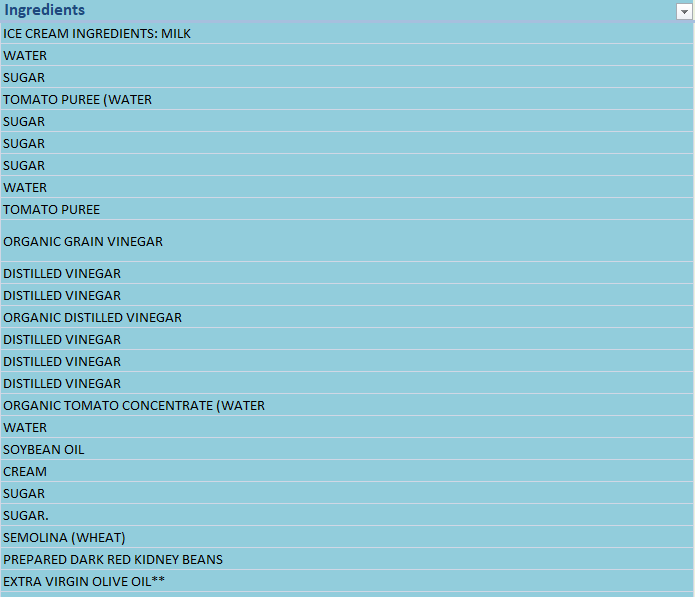 Ingredients
ICE CREAM INGREDIENTS: MILK
WATER
SUGAR
TOMATO PUREE (WATER
SUGAR
SUGAR
SUGAR
WATER
TOMATO PUREE
ORGANIC GRAIN VINEGAR
DISTILLED VINEGAR
DISTILLED VINEGAR
ORGANIC DISTILLED VINEGAR
DISTILLED VINEGAR
DISTILLED VINEGAR
DISTILLED VINEGAR
ORGANIC TOMATO CONCENTRATE (WATER
WATER
SOYBEAN OIL
CREAM
SUGAR
SUGAR.
SEMOLINA (WHEAT)
PREPARED DARK RED KIDNEY BEANS
EXTRA VIRGIN OLIVE OIL**